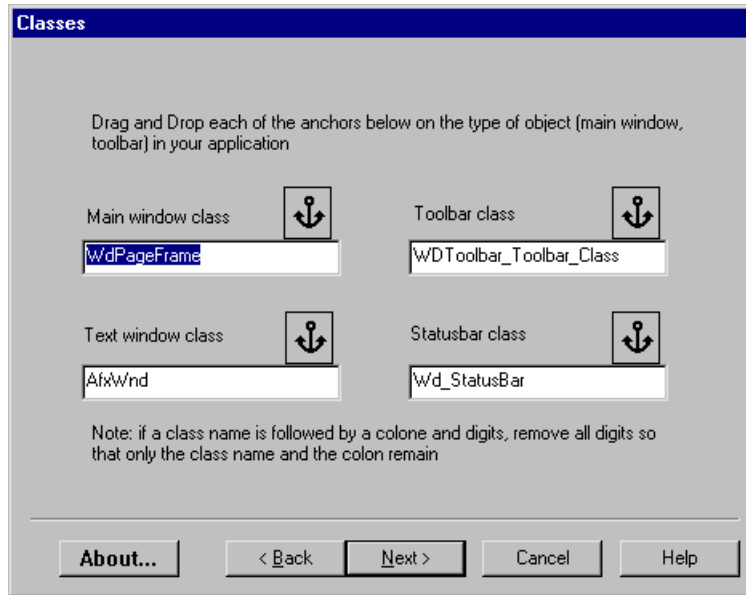 Classes
Drag and Drop each of the anchors below on the type of object (main window,
toolbar) in your application
Main window class
Toolbar class
WdPageFrame
WDToolbar_Toolbar_Class
Text window class
Statusbar class
AfxWnd
Wd_StatusBar
Note: if a class name is followed by a colone and digits, remove all digits so
that only the class name and the colon remain
About...
< Back
Next >
Cancel
Help